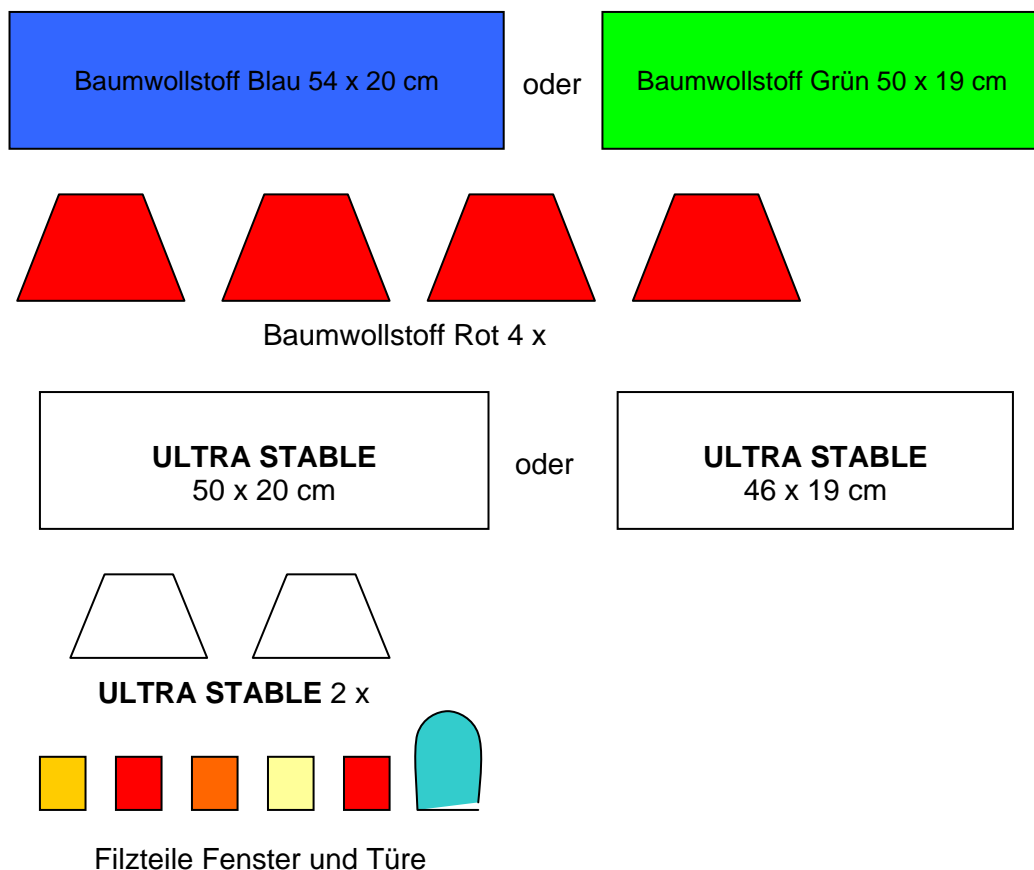 Baumwollstoff Blau 54 x 20 cm
oder
Baumwollstoff Grün 50 x 19 cm
Baumwollstoff Rot 4 x
ULTRA STABLE
50 x 20 cm
oder
ULTRA STABLE
46 x 19 cm
ULTRA STABLE 2 x
Filzteile Fenster und Türe